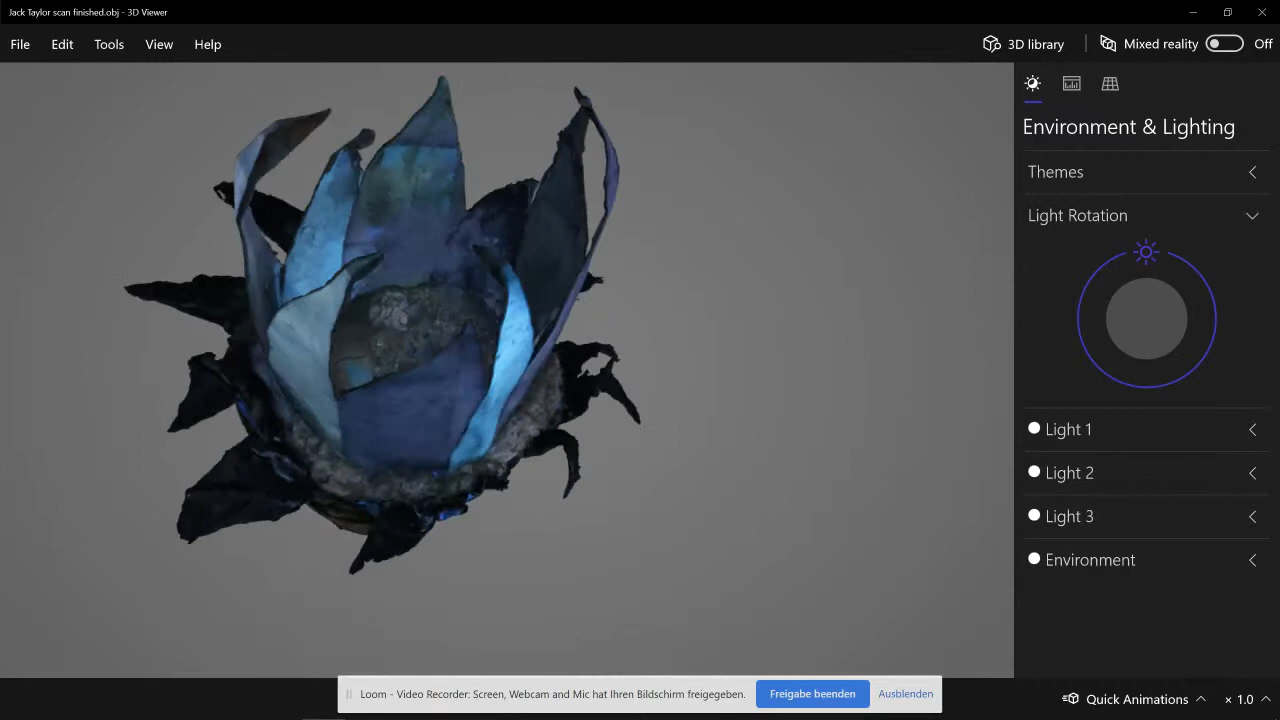 Jack Taylor scan finished.obj - 3D Viewer
File Edit Tools View Help 3D library Mixed reality Off
Environment & Lighting
Themes
Light Rotation
Light 1
Light 2
Light 3
Environment
Loom - Video Recorder: Screen, Webcam and Mic hat Ihren Bildschirm freigegeben. Freigabe beenden Ausblenden
Quick Animations × 1.0